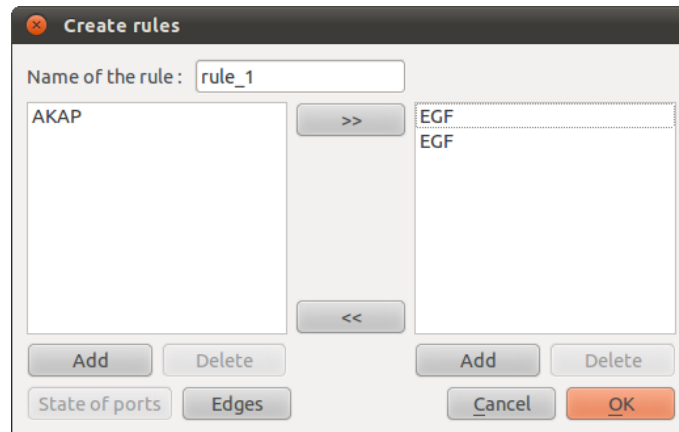 Create rules
Name of the rule : rule_1
AKAP >> EGF
EGF
<<
Add Delete Add Delete
State of ports Edges Cancel OK